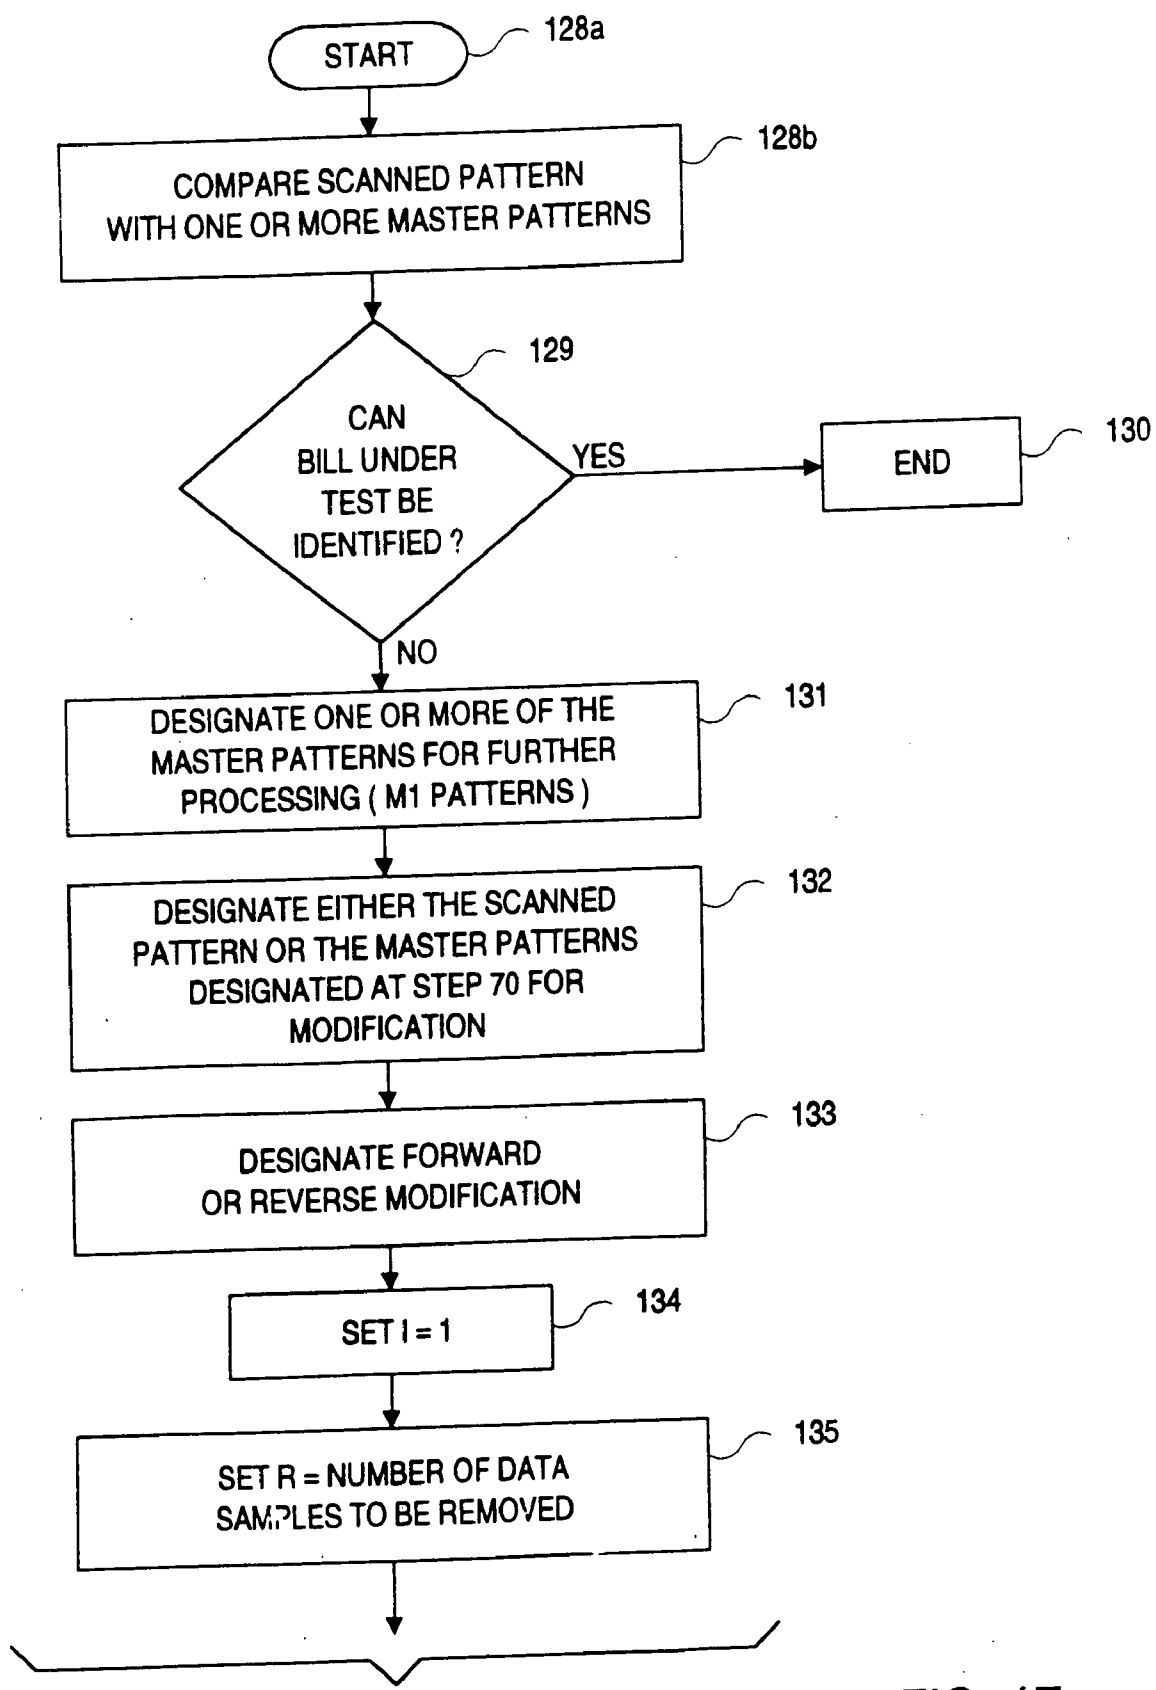 START
128a
COMPARE SCANNED PATTERN
WITH ONE OR MORE MASTER PATTERNS
128b
129
CAN
BILL UNDER
TEST BE
IDENTIFIED ?
YES
END
130
NO
DESIGNATE ONE OR MORE OF THE
MASTER PATTERNS FOR FURTHER
PROCESSING ( M1 PATTERNS )
131
DESIGNATE EITHER THE SCANNED
PATTERN OR THE MASTER PATTERNS
DESIGNATED AT STEP 70 FOR
MODIFICATION
132
DESIGNATE FORWARD
OR REVERSE MODIFICATION
133
SET I = 1
134
SET R = NUMBER OF DATA
SAMPLES TO BE REMOVED
135